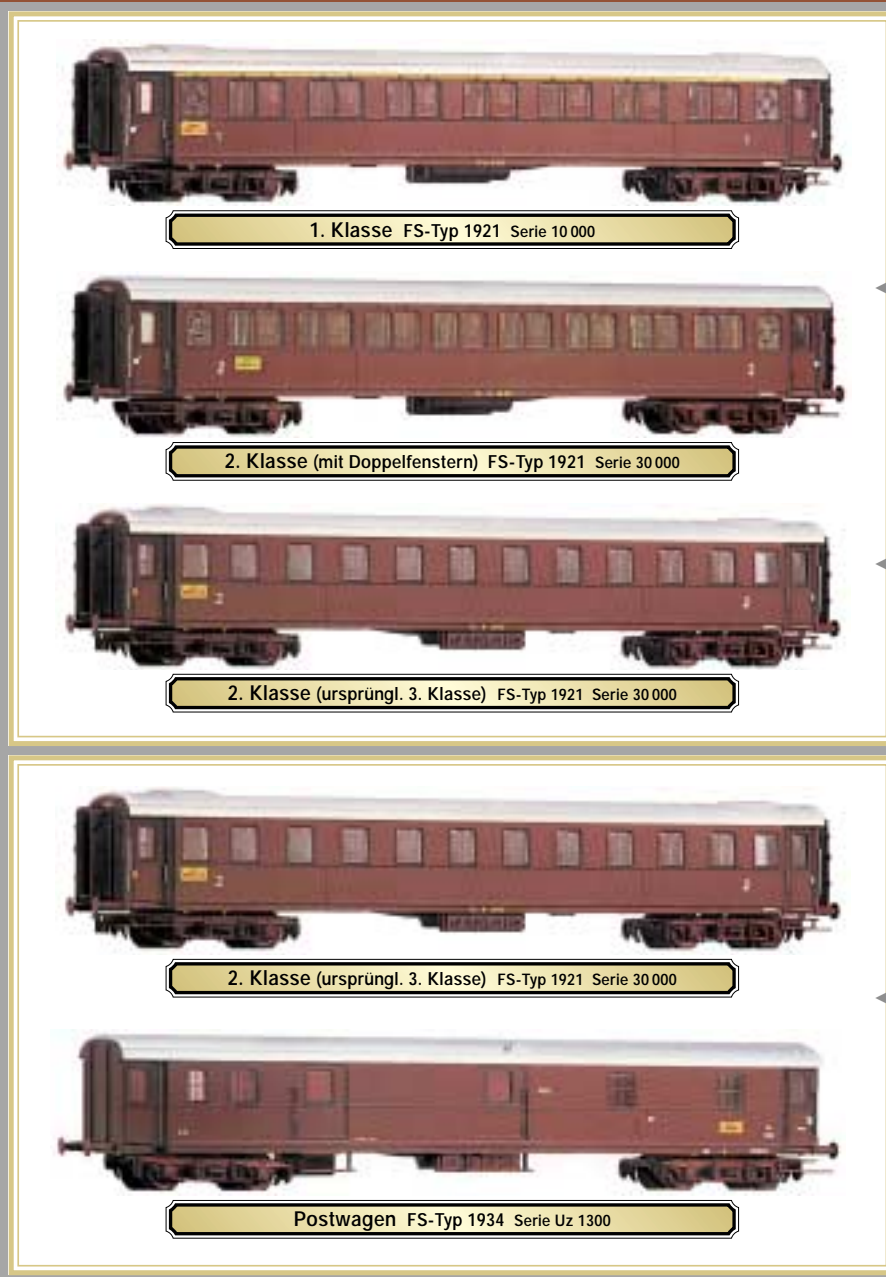 1. Klasse FS-Typ 1921 Serie 10 000
2. Klasse (mit Doppelfenstern) FS-Typ 1921 Serie 30 000
2. Klasse (ursprüngl. 3. Klasse) FS-Typ 1921 Serie 30 000
2. Klasse (ursprüngl. 3. Klasse) FS-Typ 1921 Serie 30 000
Postwagen FS-Typ 1934 Serie Uz 1300